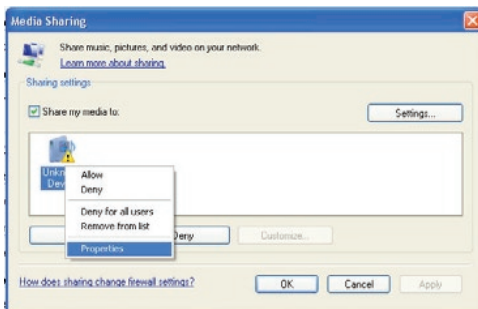 Media Sharing
Share music, pictures, and video on your network.
Learn more about sharing.
Sharing settings
Share my media to:
Settings...
Allow
Deny
Deny for all users
Remove from list
Properties
Deny
Customize...
How does sharing change firewall settings?
OK
Cancel
Apply